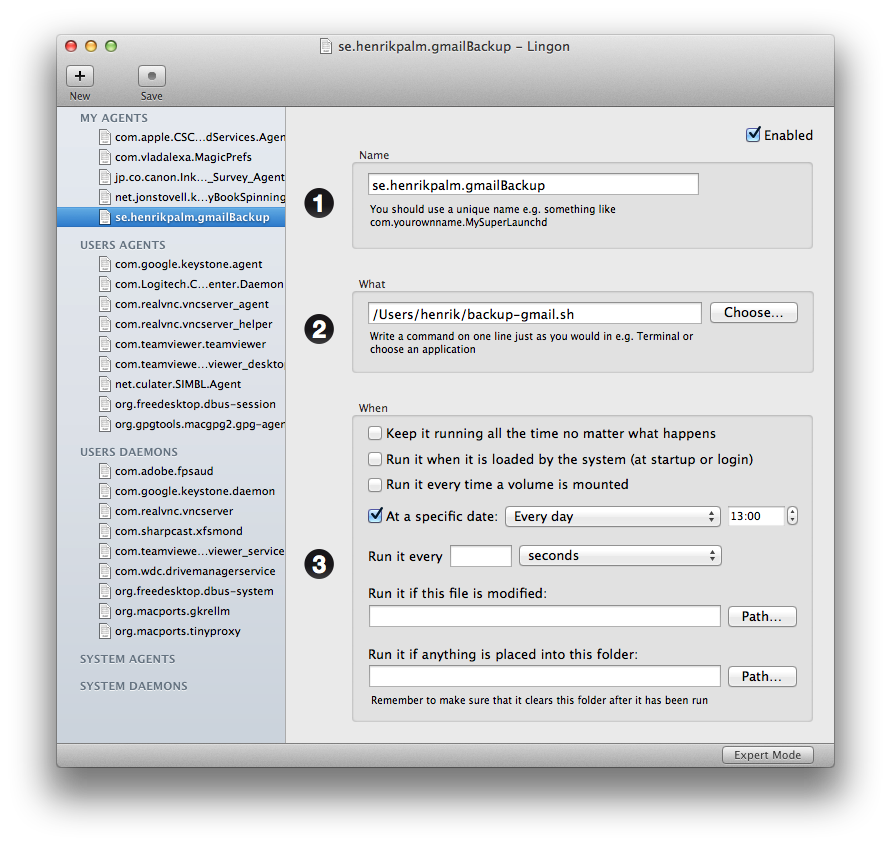 se.henrikpalm.gmailBackup – Lingon
New
Save
MY AGENTS
com.apple.CSC...dServices.Agen
com.vladalexa.MagicPrefs
jp.co.canon.Ink..._Survey_Agent
net.jonstovell.k...yBookSpinning
se.henrikpalm.gmailBackup
USERS AGENTS
com.google.keystone.agent
com.Logitech.C...enter.Daemon
com.realvnc.vncserver_agent
com.realvnc.vncserver_helper
com.teamviewer.teamviewer
com.teamviewe...viewer_deskto
net.culater.SIMBL.Agent
org.freedesktop.dbus-session
org.gpgtools.macgpg2.gpg-agen
USERS DAEMONS
com.adobe.fpsaud
com.google.keystone.daemon
com.realvnc.vncserver
com.sharpcast.xfsmond
com.teamviewe...viewer_service
com.wdc.drivemanagerservice
org.freedesktop.dbus-system
org.macports.gkrellm
org.macports.tinyproxy
SYSTEM AGENTS
SYSTEM DAEMONS
Enabled
Name
1
se.henrikpalm.gmailBackup
You should use a unique name e.g. something like
com.yourownname.MySuperLaunchd
What
2
/Users/henrik/backup-gmail.sh
Choose...
Write a command on one line just as you would in e.g. Terminal or
choose an application
When
3
Keep it running all the time no matter what happens
Run it when it is loaded by the system (at startup or login)
Run it every time a volume is mounted
At a specific date: Every day 13:00
Run it every seconds
Run it if this file is modified:
Path...
Run it if anything is placed into this folder:
Path...
Remember to make sure that it clears this folder after it has been run
Expert Mode